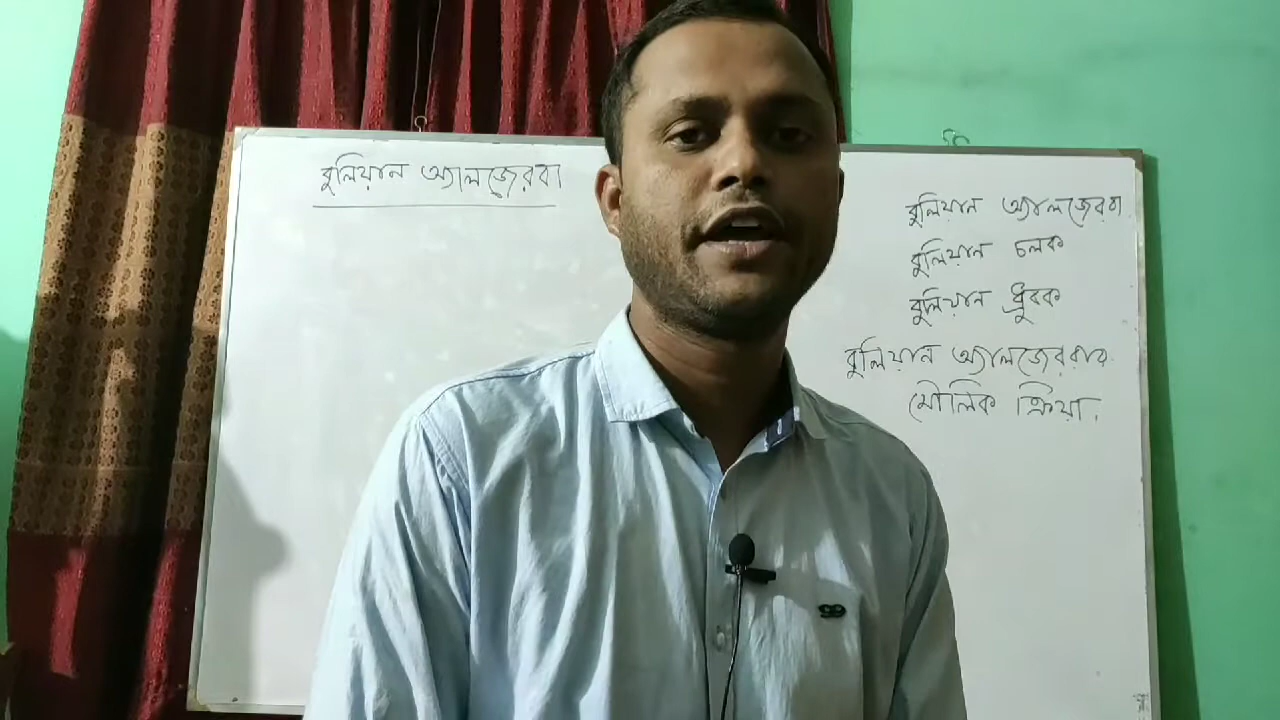 বুলিয়ান অ্যালজেবরা
বুলিয়ান অ্যালজেবরা
বুলিয়ান চলক
বুলিয়ান ধ্রুবক
বুলিয়ান অ্যালজেবরার
মৌলিক ক্রিয়া.